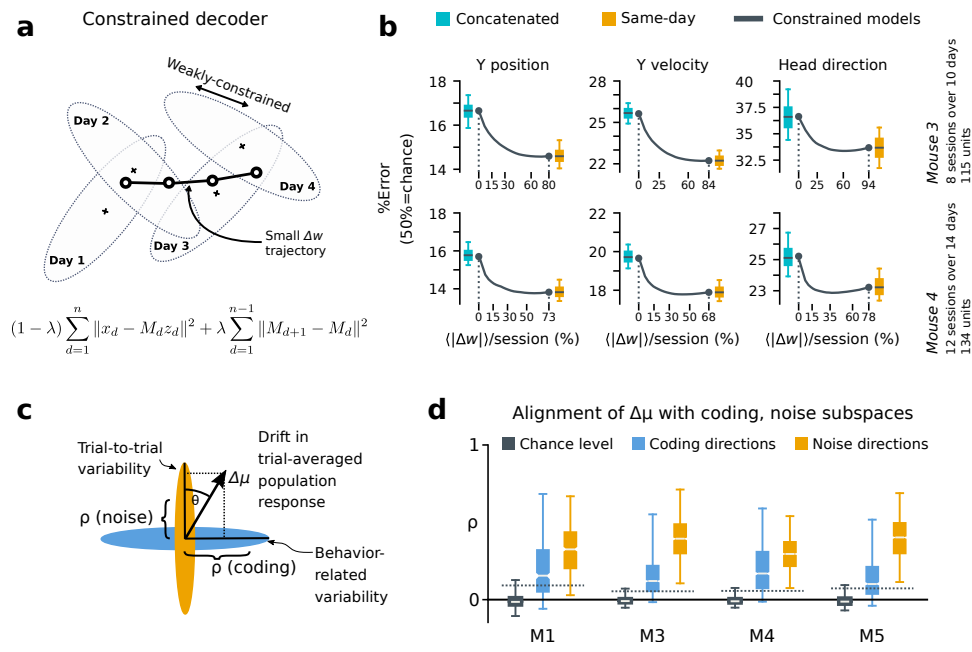 a
Constrained decoder
Weakly-constrained
Day 2
Day 4
Day 3
Day 1
Small Δw
trajectory
(1 − λ) ∑_{d=1}^{n} ‖x_d − M_d z_d‖² + λ ∑_{d=1}^{n−1} ‖M_{d+1} − M_d‖²
b
Concatenated
Same-day
Constrained models
Y position
Y velocity
Head direction
%Error
(50%=chance)
18
16
14
0 15 30 60 80
28
25
22
0 25 60 84
40
37.5
35
32.5
0 25 60 94
Mouse 3
8 sessions over 10 days
115 units
18
16
14
0 15 30 50 73
⟨|Δw|⟩/session (%)
22
20
18
0 15 30 50 68
⟨|Δw|⟩/session (%)
27
25
23
0 15 30 60 78
⟨|Δw|⟩/session (%)
Mouse 4
12 sessions over 14 days
134 units
c
Trial-to-trial
variability
Drift in
trial-averaged
population
response
Δμ
θ
ρ (noise)
ρ (coding)
Behavior-
related
variability
d
Alignment of Δμ with coding, noise subspaces
Chance level
Coding directions
Noise directions
1
ρ
0
M1 M3 M4 M5